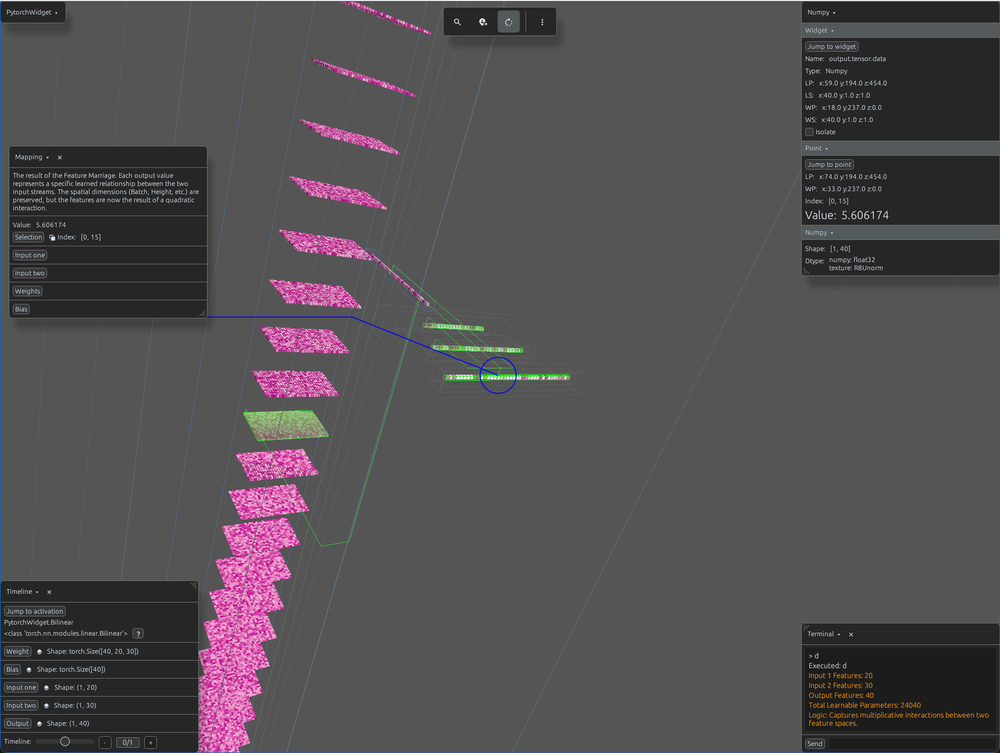 PytorchWidget
Numpy
Widget
Jump to widget
Name: output.tensor.data
Type: Numpy
LP: x:59.0 y:194.0 z:454.0
LS: x:40.0 y:1.0 z:1.0
WP: x:18.0 y:237.0 z:0.0
WS: x:40.0 y:1.0 z:1.0
Isolate
Point
Jump to point
LP: x:74.0 y:194.0 z:454.0
WP: x:33.0 y:237.0 z:0.0
Index: [0, 15]
Value: 5.606174
Numpy
Shape: [1, 40]
Dtype: numpy: float32
texture: R8Unorm
Mapping
The result of the Feature Marriage. Each output value
represents a specific learned relationship between the two
input streams. The spatial dimensions (Batch, Height, etc.) are
preserved, but the features are now the result of a quadratic
interaction.
Value: 5.606174
Selection Index: [0, 15]
Input one
Input two
Weights
Bias
Timeline
Jump to activation
PytorchWidget.Bilinear
<class 'torch.nn.modules.linear.Bilinear'> ?
Weight Shape: torch.Size([40, 20, 30])
Bias Shape: torch.Size([40])
Input one Shape: (1, 20)
Input two Shape: (1, 30)
Output Shape: (1, 40)
Timeline: - 0/1 +
Terminal
> d
Executed: d
Input 1 Features: 20
Input 2 Features: 30
Output Features: 40
Total Learnable Parameters: 24040
Logic: Captures multiplicative interactions between two
feature spaces.
Send